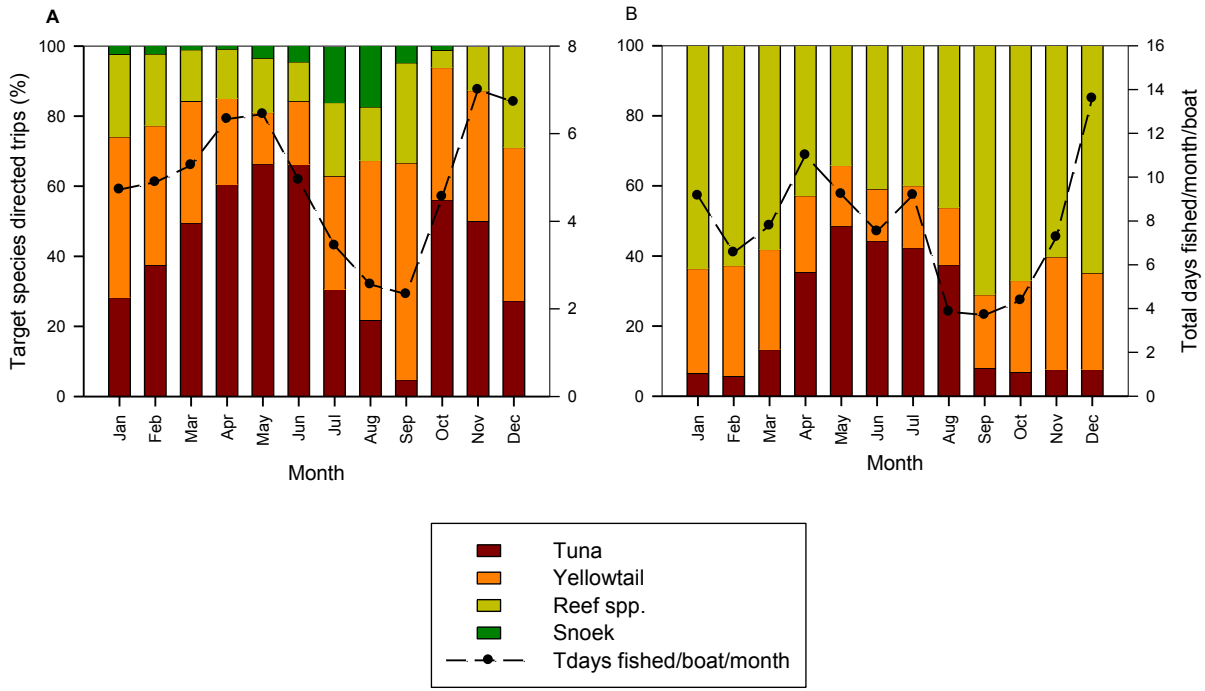 A
B
Target species directed trips (%)
100
80
60
40
20
0
8
6
4
2
0
Jan
Feb
Mar
Apr
May
Jun
Jul
Aug
Sep
Oct
Nov
Dec
Month
100
80
60
40
20
0
16
14
12
10
8
6
4
2
0
Total days fished/month/boat
Jan
Feb
Mar
Apr
May
Jun
Jul
Aug
Sep
Oct
Nov
Dec
Month
Tuna
Yellowtail
Reef spp.
Snoek
Tdays fished/boat/month